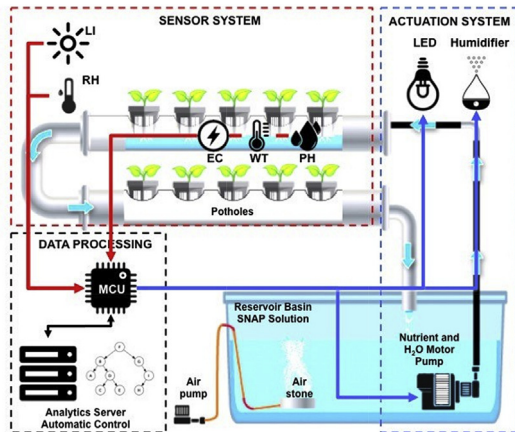 SENSOR SYSTEM
ACTUATION SYSTEM
LI
LED
Humidifier
RH
EC
WT
PH
Potholes
DATA PROCESSING
MCU
Reservoir Basin
SNAP Solution
Nutrient and
H₂O Motor
Pump
Air
pump
Air
stone
Analytics Server
Automatic Control